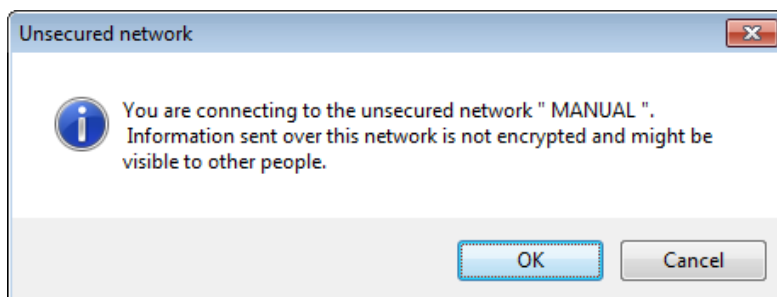 Unsecured network
You are connecting to the unsecured network " MANUAL ".
Information sent over this network is not encrypted and might be
visible to other people.
OK
Cancel